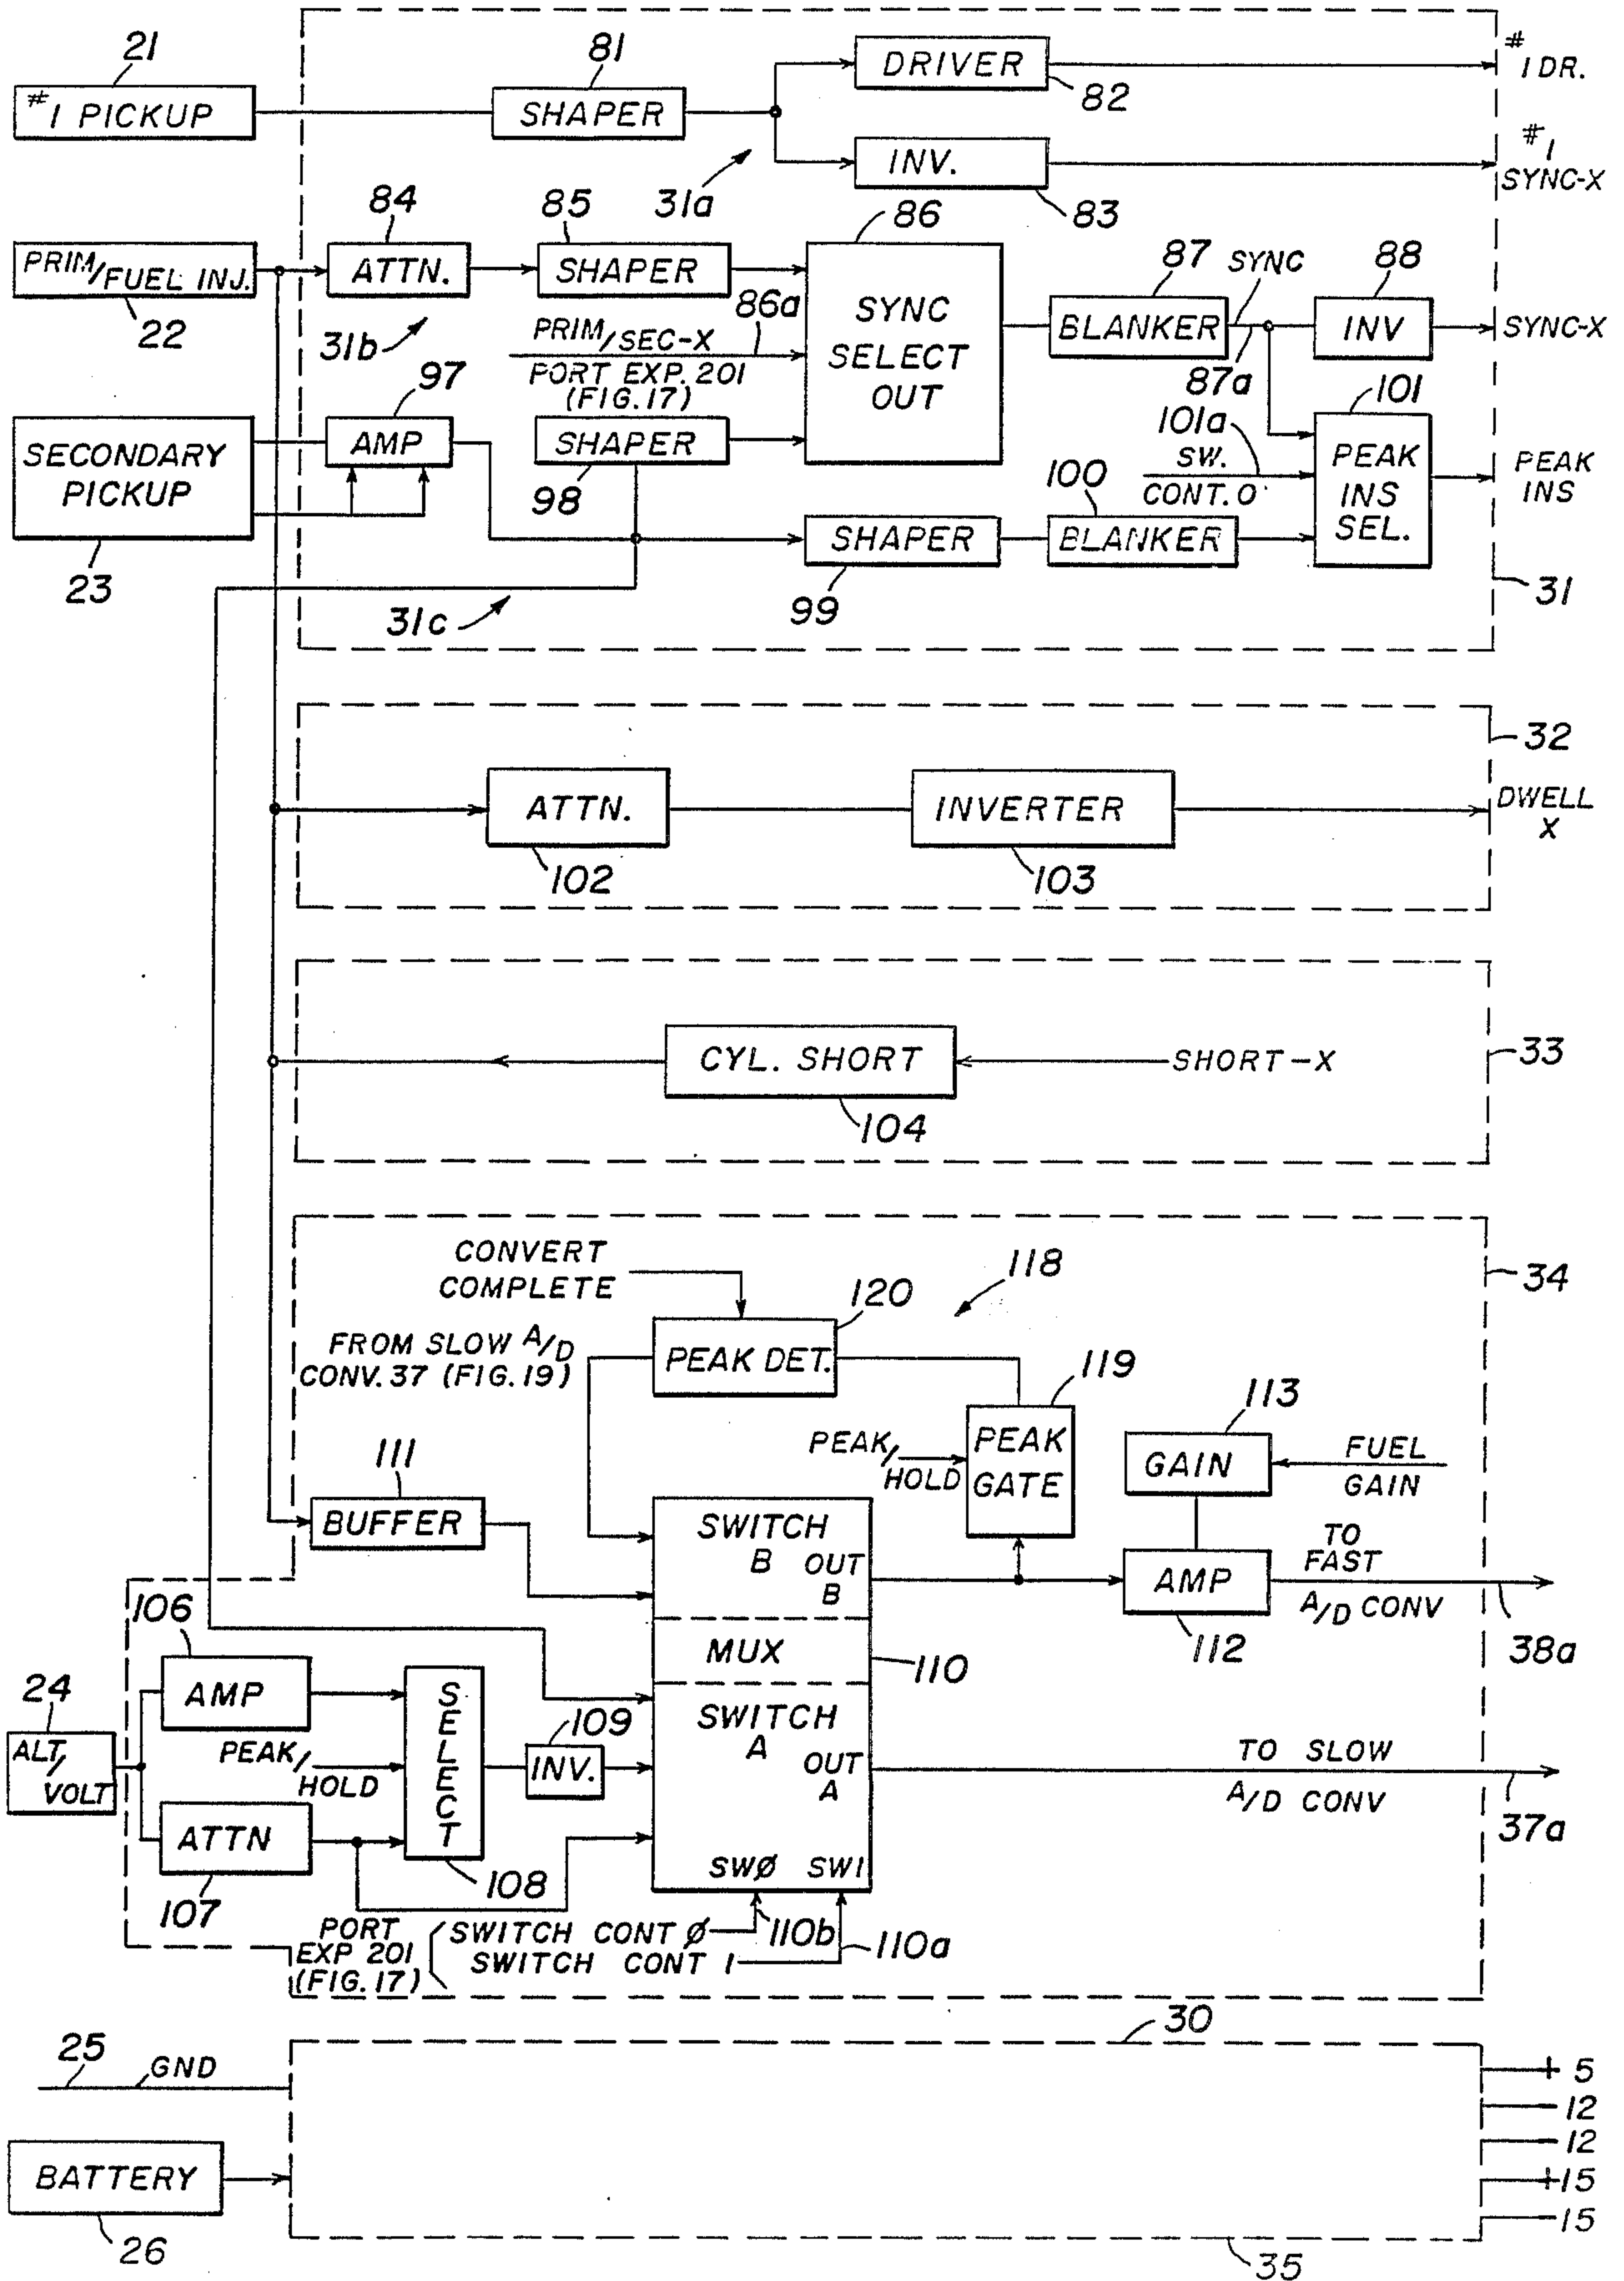 21
#1 PICKUP
81
SHAPER
DRIVER
82
# 1 DR.
INV.
83
#1
SYNC-X
31a
PRIM/FUEL INJ.
22
84
ATTN.
85
SHAPER
31b
86
SYNC
SELECT
OUT
86a
PRIM/SEC-X
PORT EXP. 201
(FIG. 17)
87
BLANKER
SYNC
87a
88
INV
SYNC-X
SECONDARY
PICKUP
23
97
AMP
SHAPER
98
101a
SW.
CONT. 0
101
PEAK
INS
SEL.
PEAK
INS
SHAPER
99
100
BLANKER
31c
31
32
ATTN.
102
INVERTER
103
DWELL
X
CYL. SHORT
104
SHORT-X
33
CONVERT
COMPLETE
118
34
FROM SLOW A/D
CONV. 37 (FIG. 19)
120
PEAK DET.
119
PEAK
GATE
PEAK/
HOLD
113
GAIN
FUEL
GAIN
111
BUFFER
SWITCH
B OUT
B
MUX
110
SWITCH
A OUT
A
SWØ SW1
AMP
112
TO
FAST
A/D CONV
38a
106
AMP
24
ALT/
VOLT
PEAK/
HOLD
SELECT
108
109
INV.
ATTN
107
TO SLOW
A/D CONV
37a
PORT
EXP 201
(FIG. 17)
SWITCH CONT Ø
SWITCH CONT 1
110b
110a
30
25
GND
BATTERY
26
+5
-12
-12
+15
-15
35